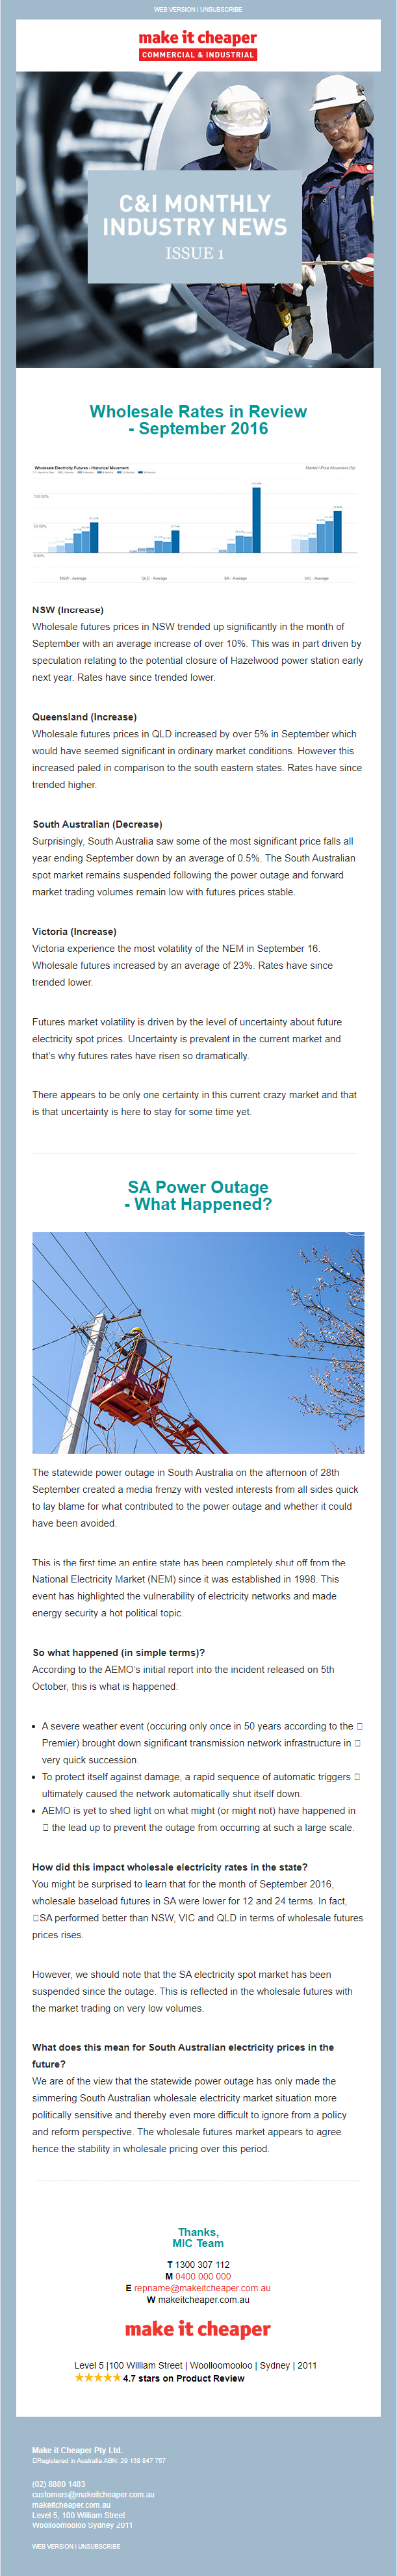 WEB VERSION | UNSUBSCRIBE
make it cheaper
COMMERCIAL & INDUSTRIAL
C&I MONTHLY
INDUSTRY NEWS
ISSUE 1
Wholesale Rates in Review
- September 2016
Wholesale Electricity Futures - Historical Movement
Market Price Movement (%)
100.00%
50.00%
0.00%
NSW - Average
QLD - Average
SA - Average
VIC - Average
NSW (Increase)
Wholesale futures prices in NSW trended up significantly in the month of
September with an average increase of over 10%. This was in part driven by
speculation relating to the potential closure of Hazelwood power station early
next year. Rates have since trended lower.
Queensland (Increase)
Wholesale futures prices in QLD increased by over 5% in September which
would have seemed significant in ordinary market conditions. However this
increased paled in comparison to the south eastern states. Rates have since
trended higher.
South Australian (Decrease)
Surprisingly, South Australia saw some of the most significant price falls all
year ending September down by an average of 0.5%. The South Australian
spot market remains suspended following the power outage and forward
market trading volumes remain low with futures prices stable.
Victoria (Increase)
Victoria experience the most volatility of the NEM in September 16.
Wholesale futures increased by an average of 23%. Rates have since
trended lower.
Futures market volatility is driven by the level of uncertainty about future
electricity spot prices. Uncertainty is prevalent in the current market and
that's why futures rates have risen so dramatically.
There appears to be only one certainty in this current crazy market and that
is that uncertainty is here to stay for some time yet.
SA Power Outage
- What Happened?
The statewide power outage in South Australia on the afternoon of 28th
September created a media frenzy with vested interests from all sides quick
to lay blame for what contributed to the power outage and whether it could
have been avoided.
This is the first time an entire state has been completely shut off from the
National Electricity Market (NEM) since it was established in 1998. This
event has highlighted the vulnerability of electricity networks and made
energy security a hot political topic.
So what happened (in simple terms)?
According to the AEMO's initial report into the incident released on 5th
October, this is what is happened:
• A severe weather event (occuring only once in 50 years according to the
Premier) brought down significant transmission network infrastructure in
very quick succession.
• To protect itself against damage, a rapid sequence of automatic triggers
ultimately caused the network automatically shut itself down.
• AEMO is yet to shed light on what might (or might not) have happened in
the lead up to prevent the outage from occurring at such a large scale.
How did this impact wholesale electricity rates in the state?
You might be surprised to learn that for the month of September 2016,
wholesale baseload futures in SA were lower for 12 and 24 terms. In fact,
SA performed better than NSW, VIC and QLD in terms of wholesale futures
prices rises.
However, we should note that the SA electricity spot market has been
suspended since the outage. This is reflected in the wholesale futures with
the market trading on very low volumes.
What does this mean for South Australian electricity prices in the
future?
We are of the view that the statewide power outage has only made the
simmering South Australian wholesale electricity market situation more
politically sensitive and thereby even more difficult to ignore from a policy
and reform perspective. The wholesale futures market appears to agree
hence the stability in wholesale pricing over this period.
Thanks,
MIC Team
T 1300 307 112
M 0400 000 000
E repname@makeitcheaper.com.au
W makeitcheaper.com.au
make it cheaper
Level 5 |100 William Street | Woolloomooloo | Sydney | 2011
4.7 stars on Product Review
Make it Cheaper Pty Ltd.
Registered in Australia ABN: 29 138 847 757
(02) 8880 1483
customers@makeitcheaper.com.au
makeitcheaper.com.au
Level 5, 100 William Street
Woolloomooloo Sydney 2011
WEB VERSION | UNSUBSCRIBE